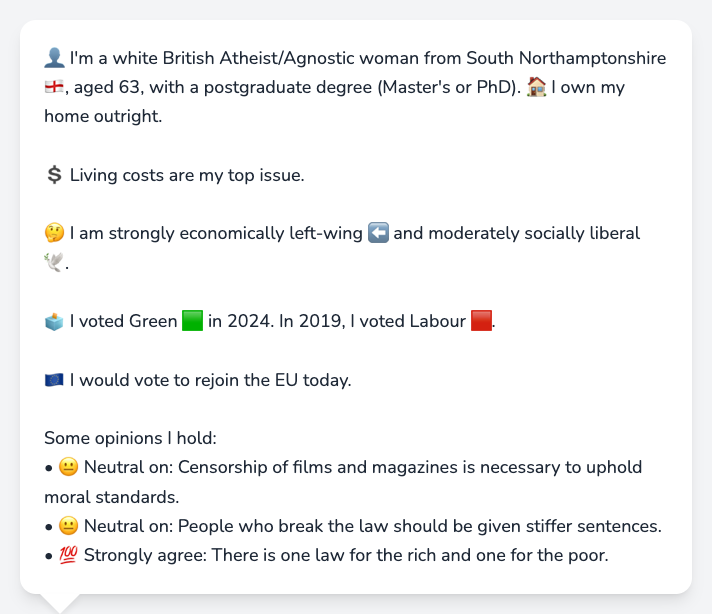 👤 I'm a white British Atheist/Agnostic woman from South Northamptonshire
🏴󠁧󠁢󠁥󠁮󠁧󠁿, aged 63, with a postgraduate degree (Master's or PhD). 🏠 I own my
home outright.
💲 Living costs are my top issue.
🤔 I am strongly economically left-wing ⬅️ and moderately socially liberal
🕊️.
🗳️ I voted Green 🟩 in 2024. In 2019, I voted Labour 🟥.
🇪🇺 I would vote to rejoin the EU today.
Some opinions I hold:
• 😐 Neutral on: Censorship of films and magazines is necessary to uphold
moral standards.
• 😐 Neutral on: People who break the law should be given stiffer sentences.
• 💯 Strongly agree: There is one law for the rich and one for the poor.